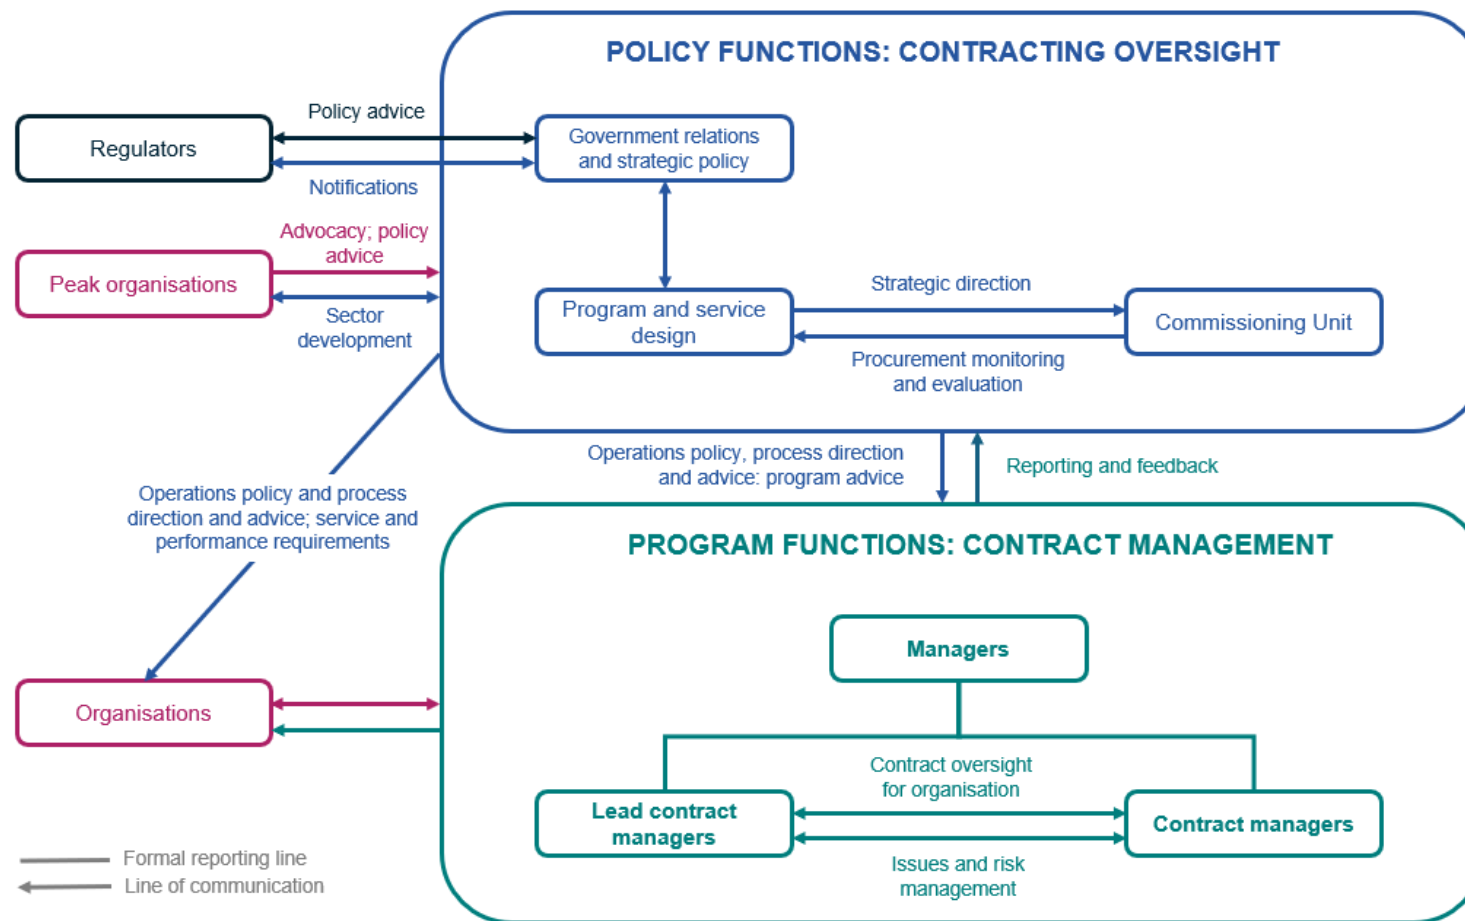 POLICY FUNCTIONS: CONTRACTING OVERSIGHT
Policy advice
Regulators
Government relations
and strategic policy
Notifications
Advocacy; policy
advice
Peak organisations
Sector
development
Program and service
design
Strategic direction
Commissioning Unit
Procurement monitoring
and evaluation
Operations policy, process direction
and advice: program advice
Reporting and feedback
Operations policy and process
direction and advice; service and
performance requirements
PROGRAM FUNCTIONS: CONTRACT MANAGEMENT
Managers
Organisations
Contract oversight
for organisation
Lead contract
managers
Contract managers
Issues and risk
management
Formal reporting line
Line of communication